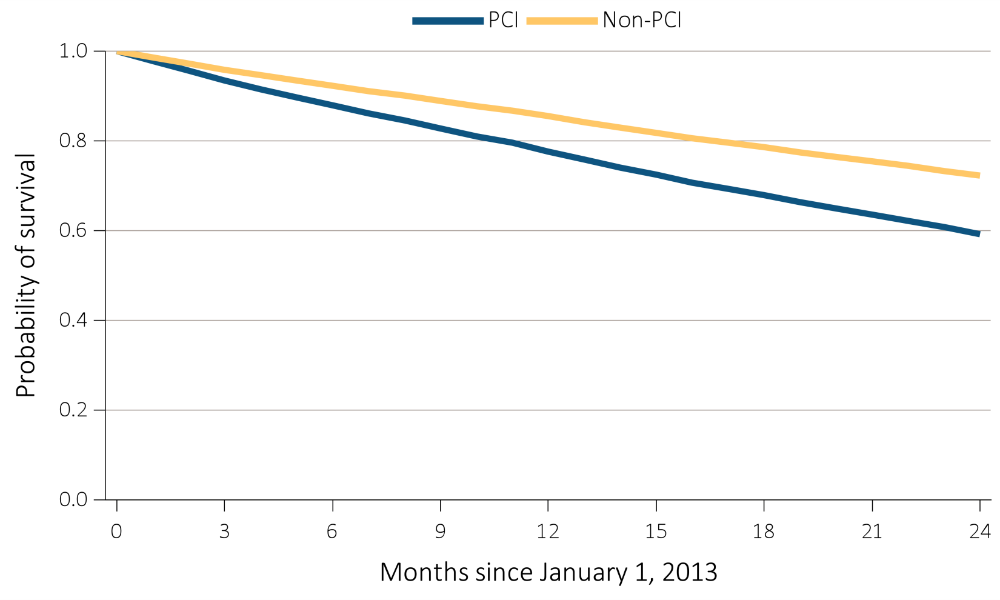 PCI Non-PCI
1.0
0.8
0.6
0.4
0.2
0.0
Probability of survival
0 3 6 9 12 15 18 21 24
Months since January 1, 2013